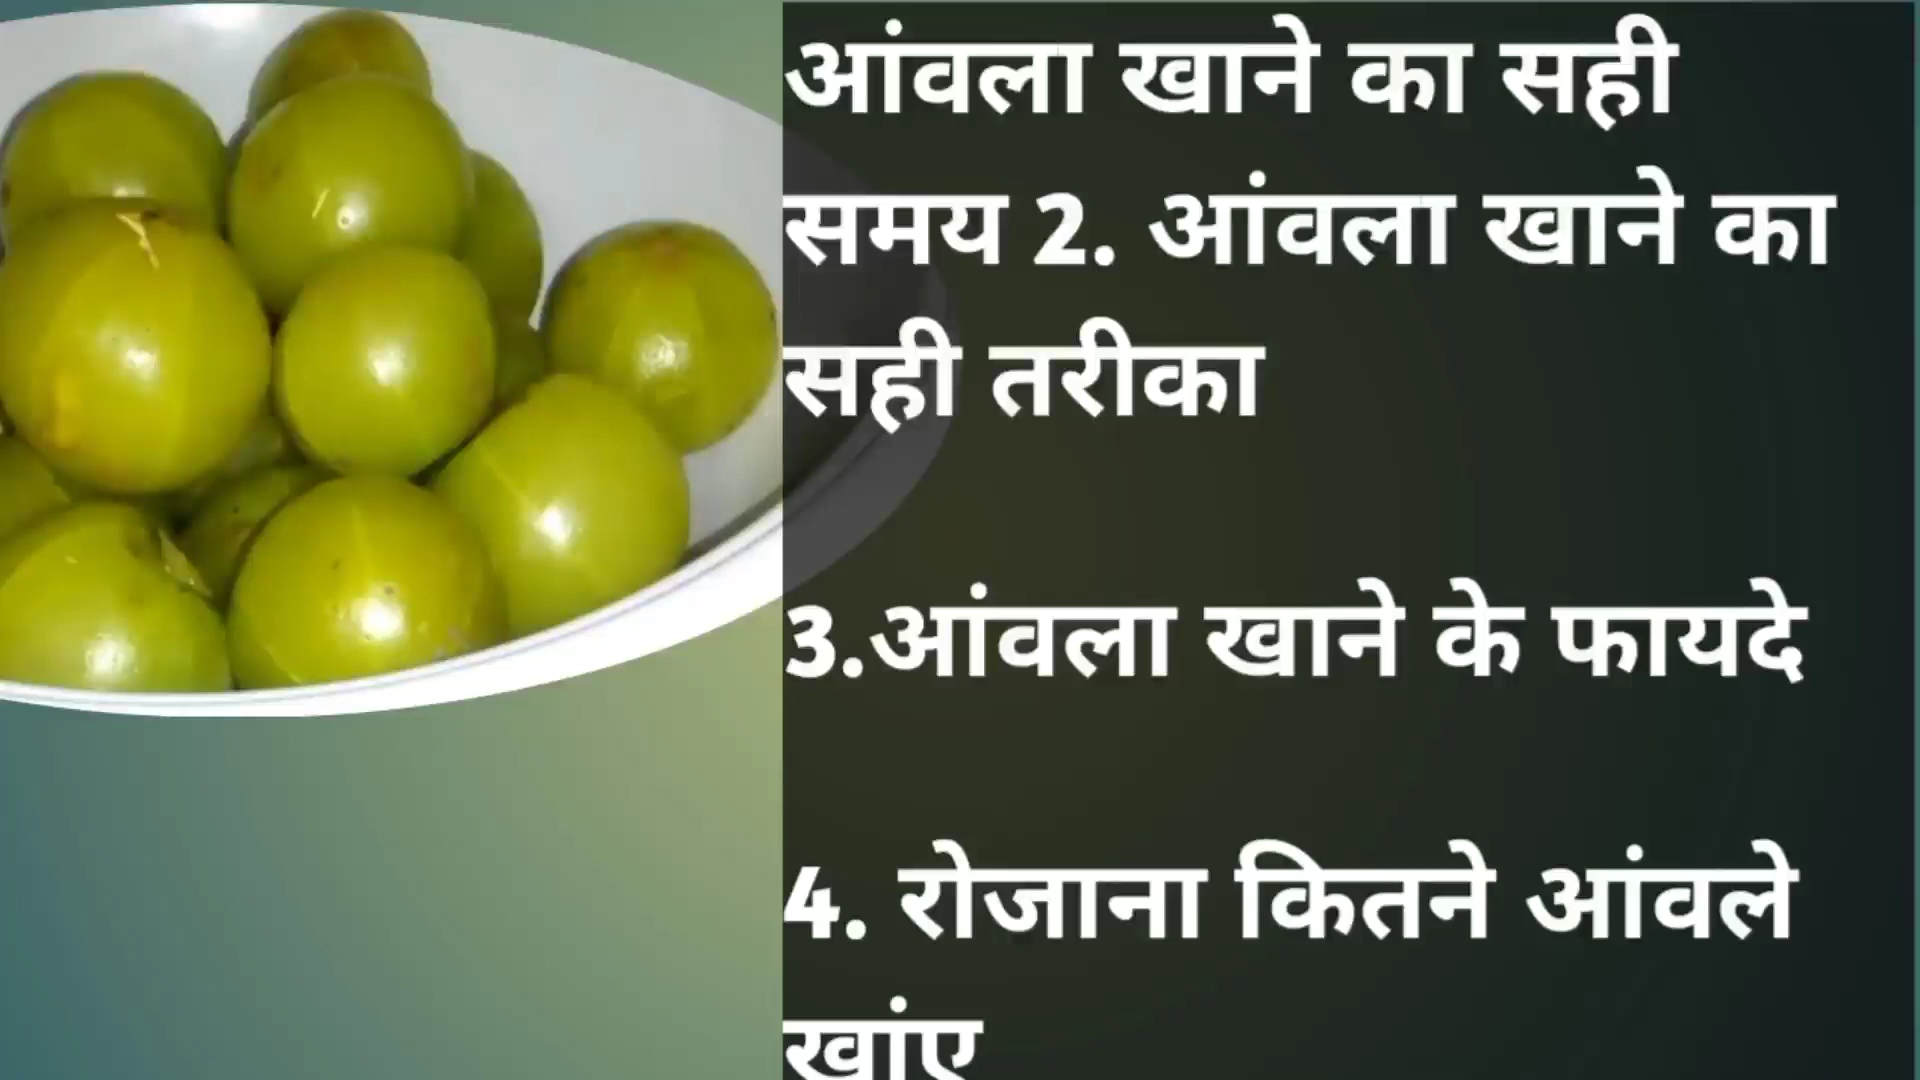 आंवला खाने का सही
समय 2. आंवला खाने का
सही तरीका
3.आंवला खाने के फायदे
4. रोजाना कितने आंवले
खांए